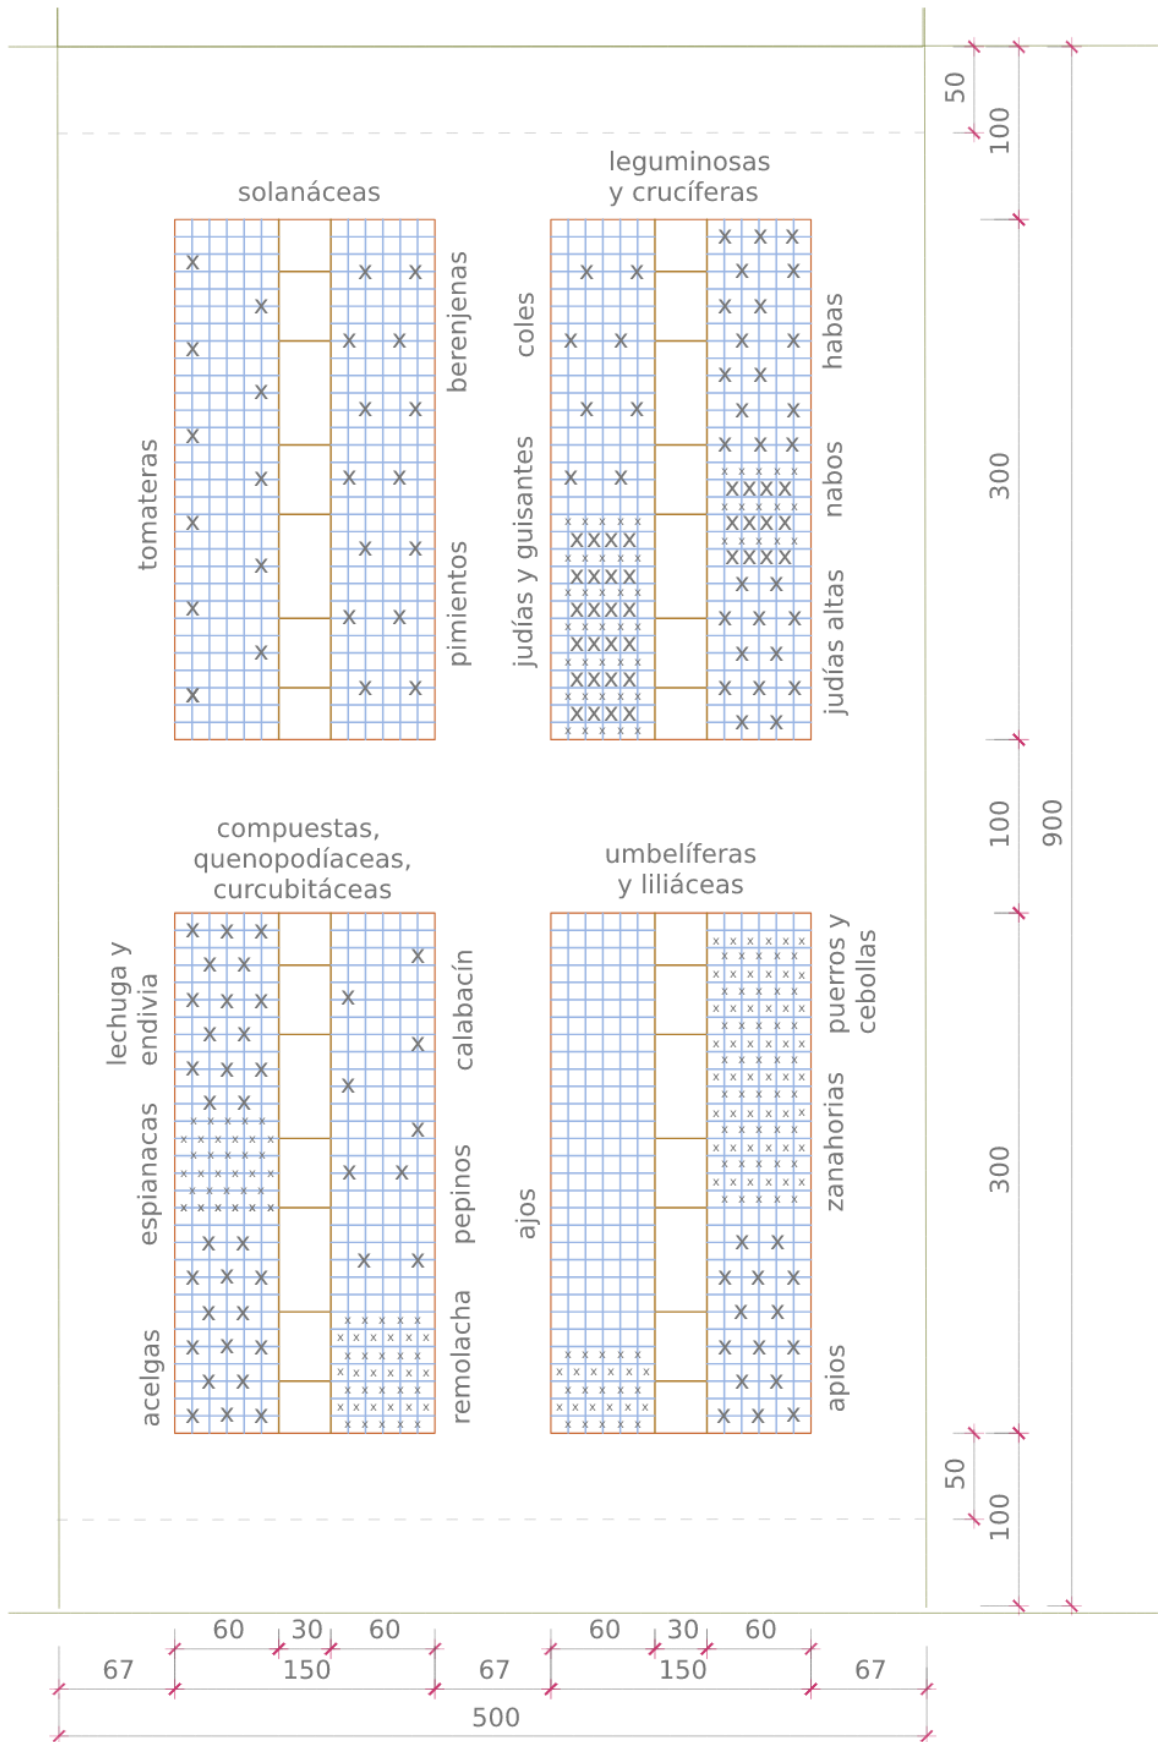 50
100
leguminosas
y crucíferas
solanáceas
berenjenas
coles
habas
tomateras
judías y guisantes
nabos
300
pimientos
judías altas
compuestas,
quenopodíaceas,
curcubitáceas
100
900
umbelíferas
y liliáceas
lechuga y
endivia
calabacín
puerros y
cebollas
espianacas
pepinos
ajos
zanahorias
300
acelgas
remolacha
apios
50
100
60 30 60 60 30 60
67 150 67 150 67
500